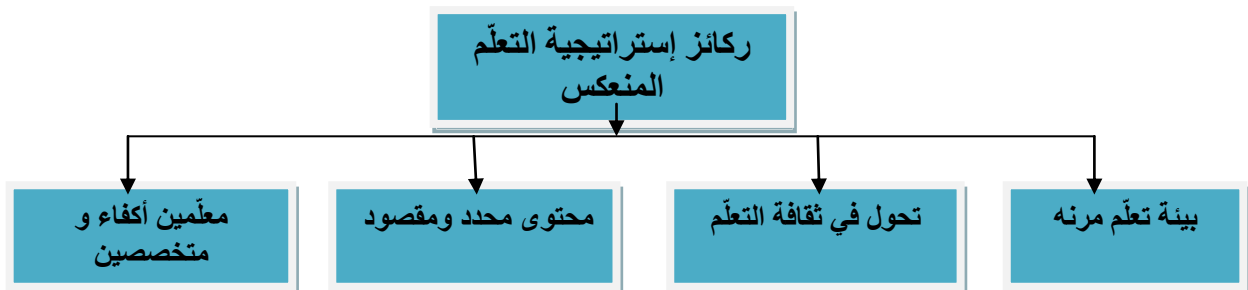 ركائز إستراتيجية التعلّم
المنعكس
بيئة تعلّم مرنه
تحول في ثقافة التعلّم
محتوى محدد ومقصود
معلّمين أكفاء و
متخصصين